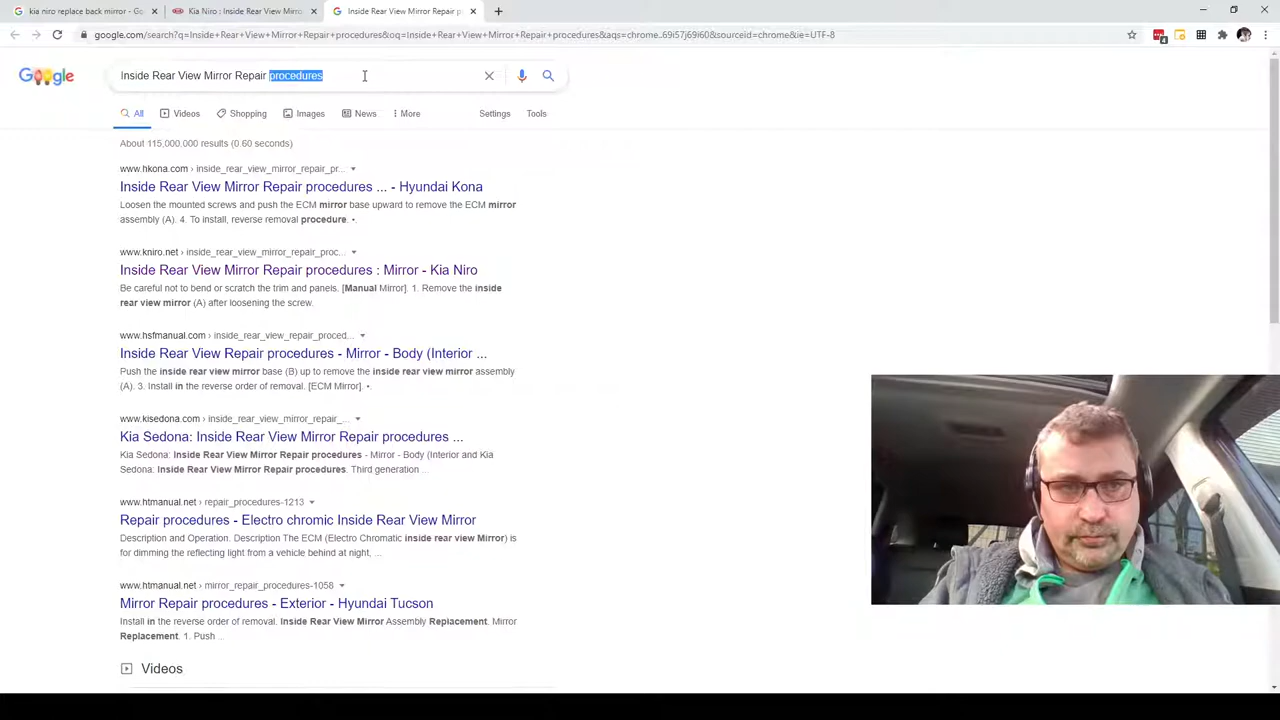 kia niro replace back mirror - Go
Kia Niro : Inside Rear View Mirro
Inside Rear View Mirror Repair p
google.com/search?q=Inside+Rear+View+Mirror+Repair+procedures&oq=Inside+Rear+View+Mirror+Repair+procedures&aqs=chrome..69i57j69i60&sourceid=chrome&ie=UTF-8
Google
Inside Rear View Mirror Repair procedures
All
Videos
Shopping
Images
News
More
Settings
Tools
About 115,000,000 results (0.60 seconds)
www.hkona.com › inside_rear_view_mirror_repair_pr...
Inside Rear View Mirror Repair procedures ... - Hyundai Kona
Loosen the mounted screws and push the ECM mirror base upward to remove the ECM mirror
assembly (A). 4. To install, reverse removal procedure. •.
www.kniro.net › inside_rear_view_mirror_repair_proc...
Inside Rear View Mirror Repair procedures : Mirror - Kia Niro
Be careful not to bend or scratch the trim and panels. [Manual Mirror]. 1. Remove the inside
rear view mirror (A) after loosening the screw.
www.hsfmanual.com › inside_rear_view_repair_proced...
Inside Rear View Repair procedures - Mirror - Body (Interior ...
Push the inside rear view mirror base (B) up to remove the inside rear view mirror assembly
(A). 3. Install in the reverse order of removal. [ECM Mirror]. •.
www.kisedona.com › inside_rear_view_mirror_repair_...
Kia Sedona: Inside Rear View Mirror Repair procedures ...
Kia Sedona: Inside Rear View Mirror Repair procedures - Mirror - Body (Interior and Kia
Sedona: Inside Rear View Mirror Repair procedures. Third generation ...
www.htmanual.net › repair_procedures-1213
Repair procedures - Electro chromic Inside Rear View Mirror
Description and Operation. Description The ECM (Electro Chromatic inside rear view Mirror) is
for dimming the reflecting light from a vehicle behind at night, ...
www.htmanual.net › mirror_repair_procedures-1058
Mirror Repair procedures - Exterior - Hyundai Tucson
Install in the reverse order of removal. Inside Rear View Mirror Assembly Replacement. Mirror
Replacement. 1. Push ...
Videos